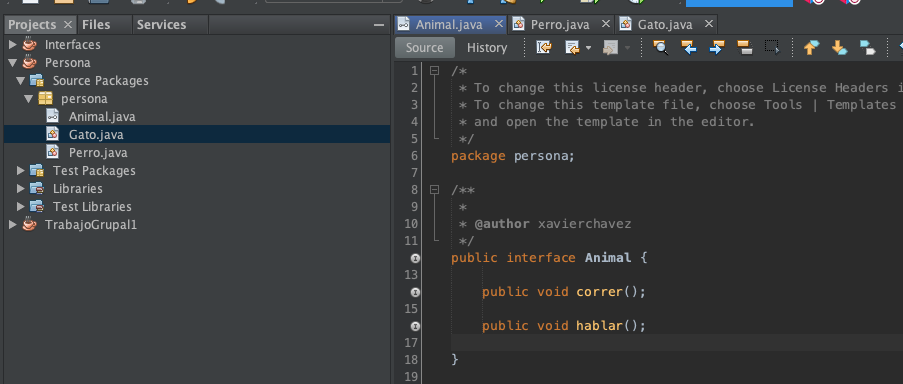 Projects
Files
Services
Interfaces
Persona
Source Packages
persona
Animal.java
Gato.java
Perro.java
Test Packages
Libraries
Test Libraries
TrabajoGrupal1
Animal.java
Perro.java
Gato.java
Source
History
1 /*
2 * To change this license header, choose License Headers i
3 * To change this template file, choose Tools | Templates
4 * and open the template in the editor.
5 */
6 package persona;
7
8 /**
9 *
10 * @author xavierchavez
11 */
public interface Animal {
13
public void correr();
15
public void hablar();
17
18 }
19